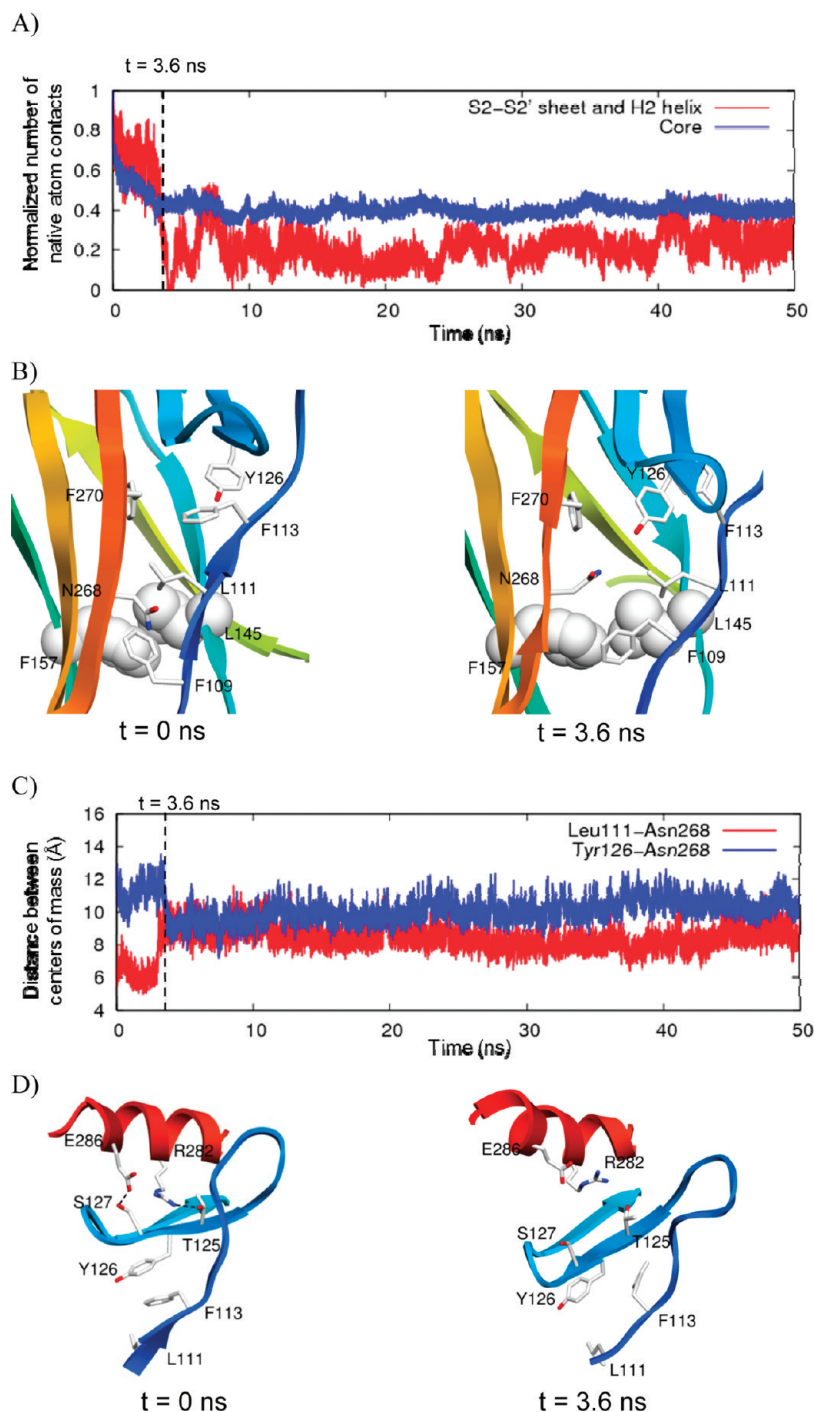 A)
t = 3.6 ns
Normalized number of
native atom contacts
1
0.8
0.6
0.4
0.2
0
S2-S2' sheet and H2 helix
Core
0 10 20 30 40 50
Time (ns)
B)
Y126
F270
F113
N268
L111
L145
F157
F109
t = 0 ns
Y126
F270
F113
N268
L111
L145
F157
F109
t = 3.6 ns
C)
t = 3.6 ns
Distance between
centers of mass (Å)
16
14
12
10
8
6
4
Leu111-Asn268
Tyr126-Asn268
0 10 20 30 40 50
Time (ns)
D)
E286
R282
S127
T125
Y126
F113
L111
t = 0 ns
E286
R282
S127
T125
Y126
F113
L111
t = 3.6 ns